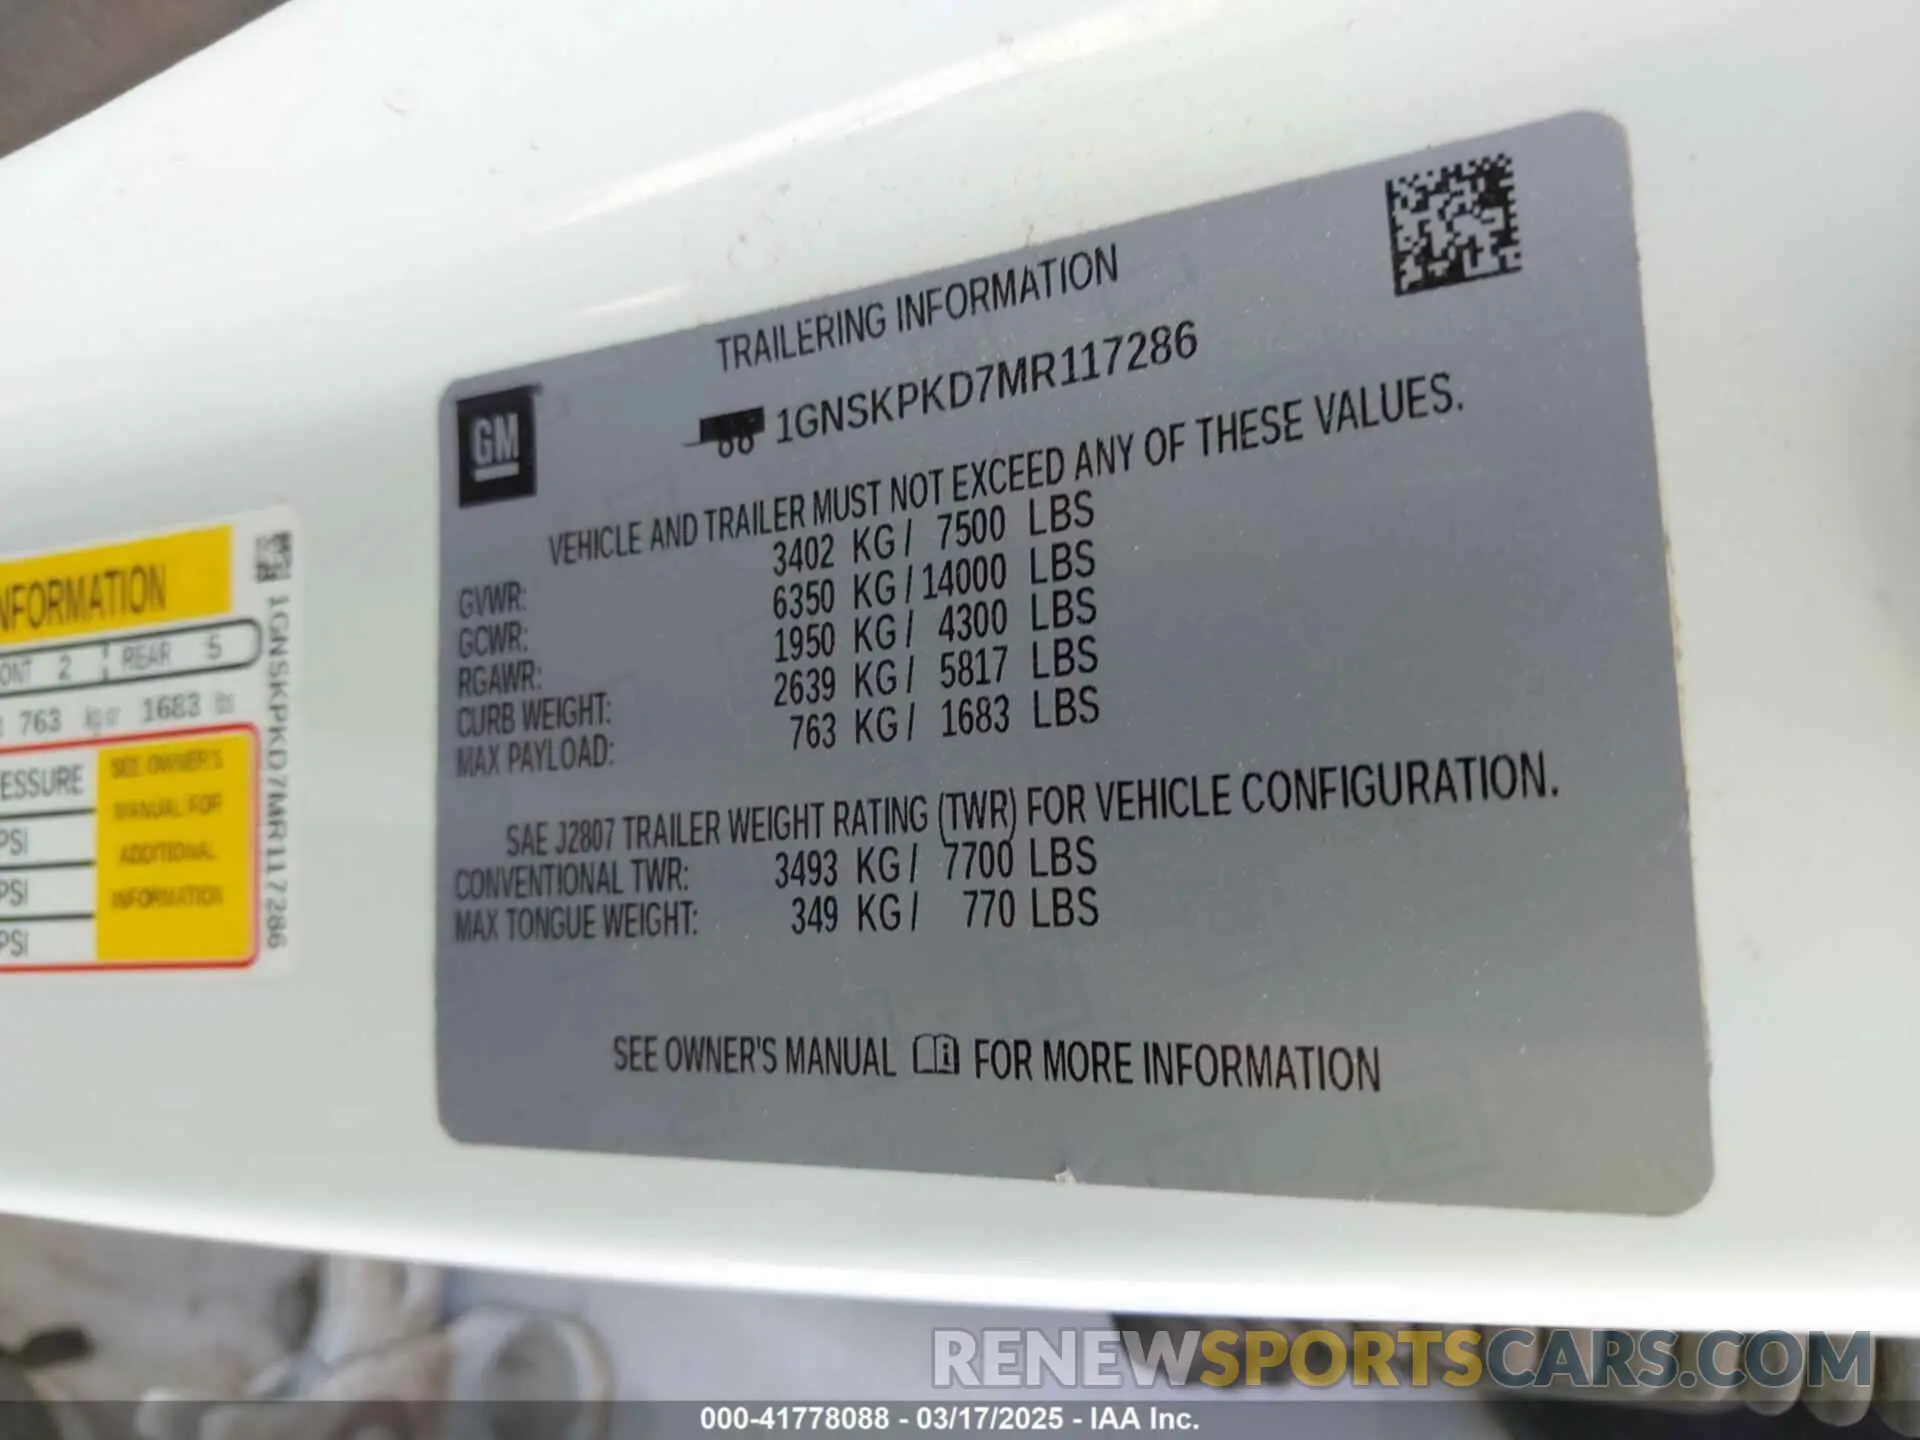 TRAILERING INFORMATION
1GNSKPKD7MR117286
GM
VEHICLE AND TRAILER MUST NOT EXCEED ANY OF THESE VALUES.
GVWR: 3402 KG/ 7500 LBS
GCWR: 6350 KG/14000 LBS
RGAWR: 1950 KG/ 4300 LBS
CURB WEIGHT: 2639 KG/ 5817 LBS
MAX PAYLOAD: 763 KG/ 1683 LBS
SAE J2807 TRAILER WEIGHT RATING (TWR) FOR VEHICLE CONFIGURATION.
CONVENTIONAL TWR: 3493 KG/ 7700 LBS
MAX TONGUE WEIGHT: 349 KG/ 770 LBS
SEE OWNER'S MANUAL FOR MORE INFORMATION
NFORMATION
ONT 2 REAR 5
763 kg or 1683 lbs
ESSURE
PSI
PSI
PSI
SEE OWNER'S
MANUAL FOR
ADDITIONAL
INFORMATION
1GNSKPKD7MR117286
RENEWSPORTSCARS.COM
000-41778088 - 03/17/2025 - IAA Inc.